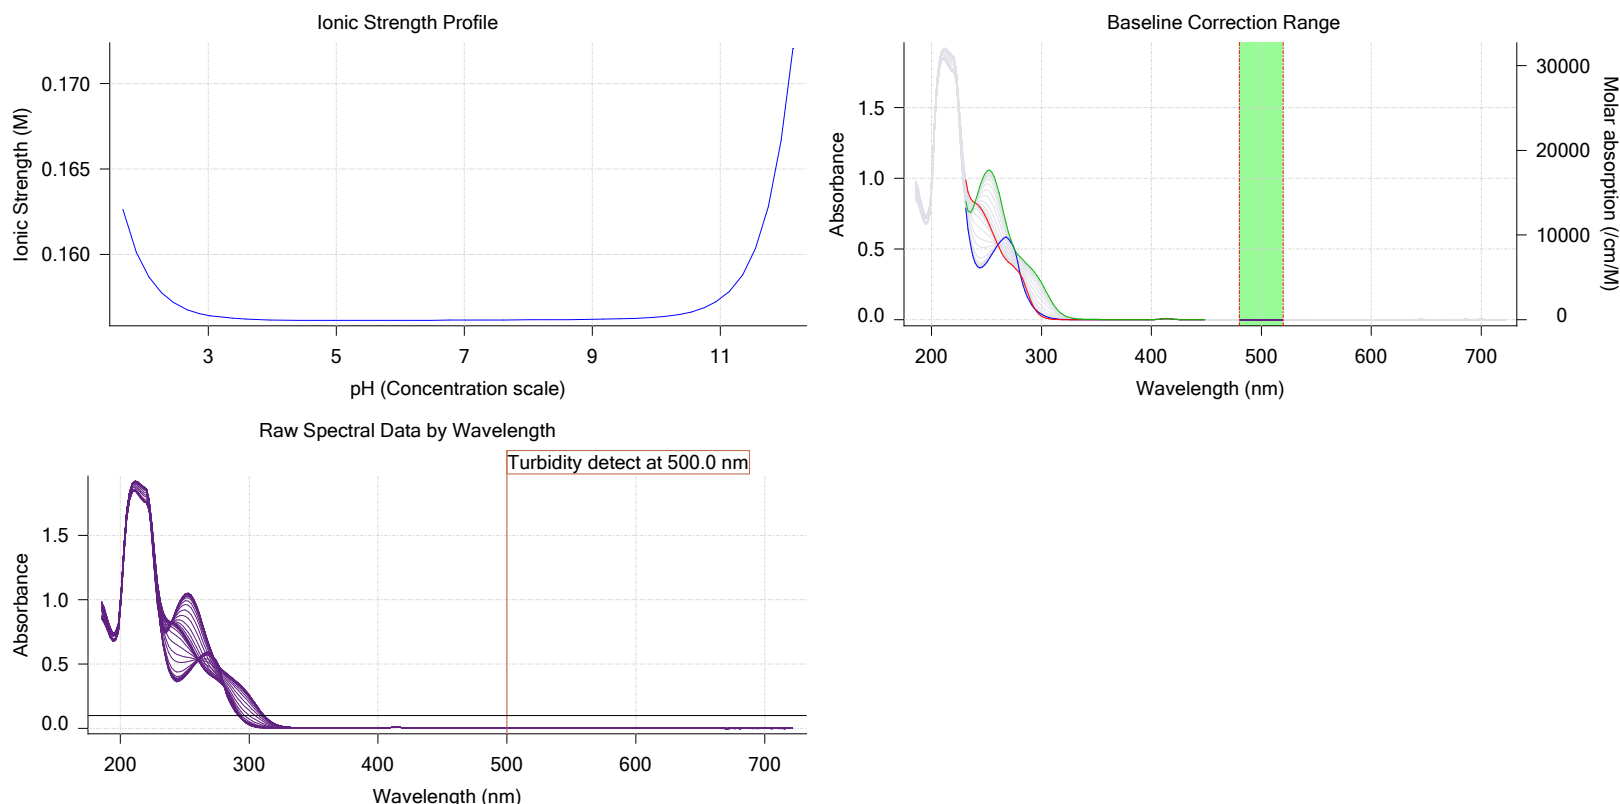 Ionic Strength Profile
Ionic Strength (M)
0.170
0.165
0.160
3 5 7 9 11
pH (Concentration scale)
Baseline Correction Range
Absorbance
1.5
1.0
0.5
0.0
30000
20000
10000
0
Molar absorption (/cm/M)
200 300 400 500 600 700
Wavelength (nm)
Raw Spectral Data by Wavelength
Turbidity detect at 500.0 nm
Absorbance
1.5
1.0
0.5
0.0
200 300 400 500 600 700
Wavelength (nm)